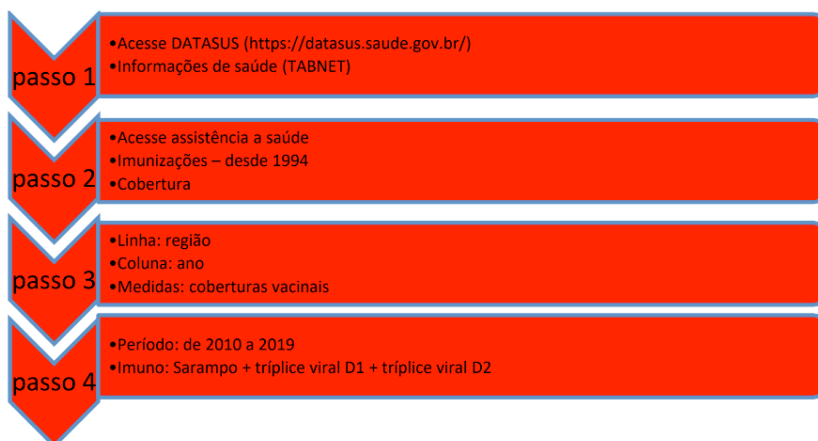 passo 1
•Acesse DATASUS (https://datasus.saude.gov.br/)
•Informações de saúde (TABNET)
passo 2
•Acesse assistência a saúde
•Imunizações – desde 1994
•Cobertura
passo 3
•Linha: região
•Coluna: ano
•Medidas: coberturas vacinais
passo 4
•Período: de 2010 a 2019
•Imuno: Sarampo + tríplice viral D1 + tríplice viral D2